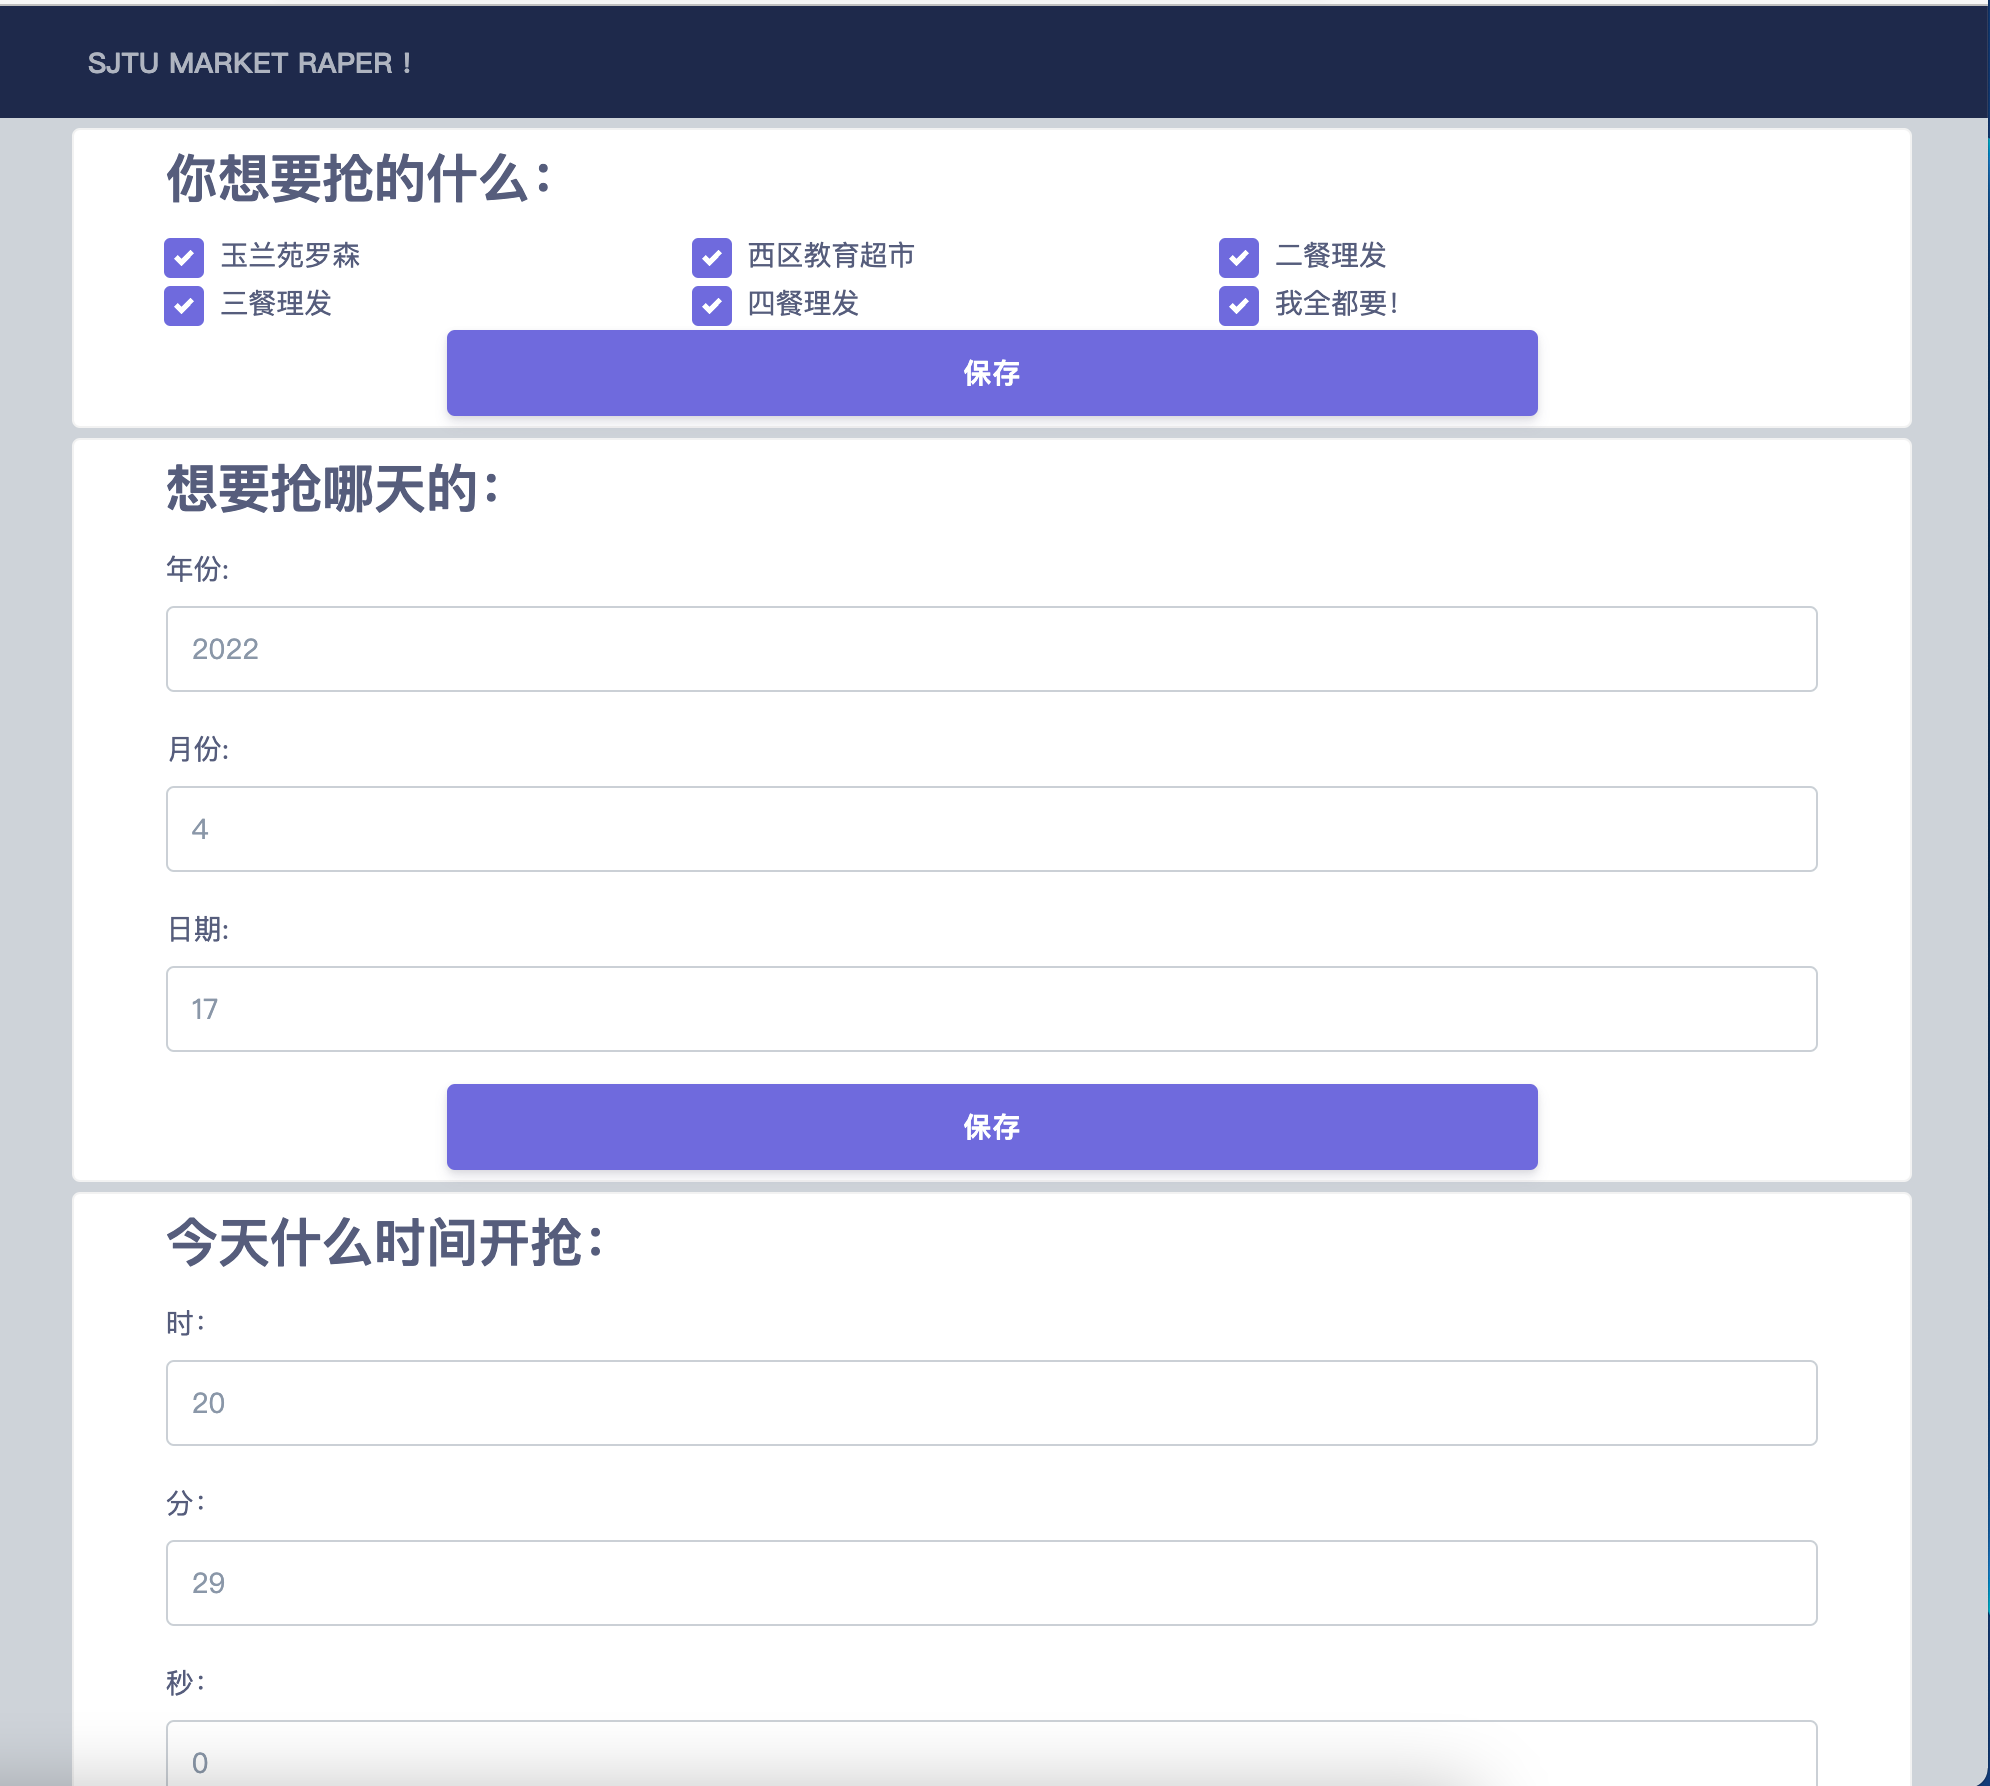 SJTU MARKET RAPER !
你想要抢的什么：
玉兰苑罗森 西区教育超市 二餐理发
三餐理发 四餐理发 我全都要！
保存
想要抢哪天的：
年份:
2022
月份:
4
日期:
17
保存
今天什么时间开抢：
时：
20
分：
29
秒：
0